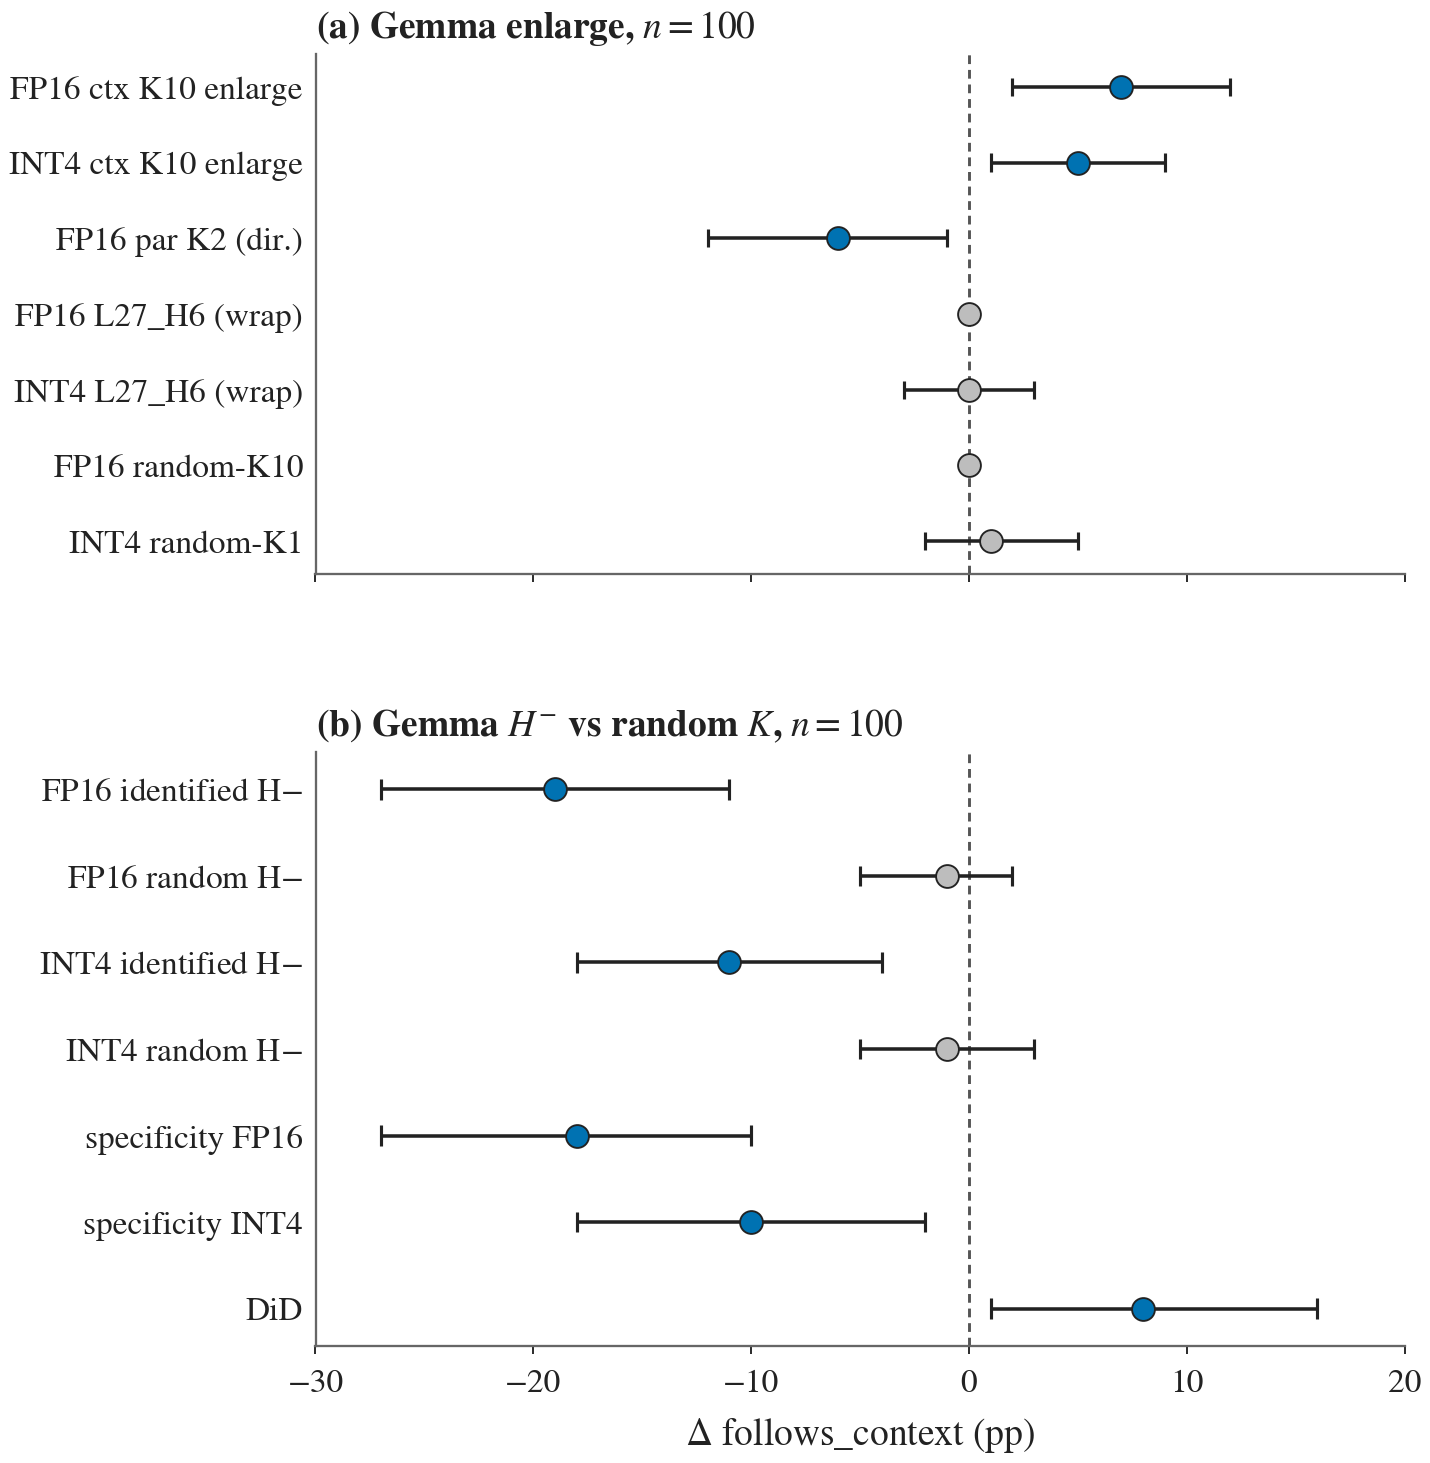 (a) Gemma enlarge, n = 100
FP16 ctx K10 enlarge
INT4 ctx K10 enlarge
FP16 par K2 (dir.)
FP16 L27_H6 (wrap)
INT4 L27_H6 (wrap)
FP16 random-K10
INT4 random-K1
(b) Gemma H⁻ vs random K, n = 100
FP16 identified H−
FP16 random H−
INT4 identified H−
INT4 random H−
specificity FP16
specificity INT4
DiD
−30 −20 −10 0 10 20
Δ follows_context (pp)